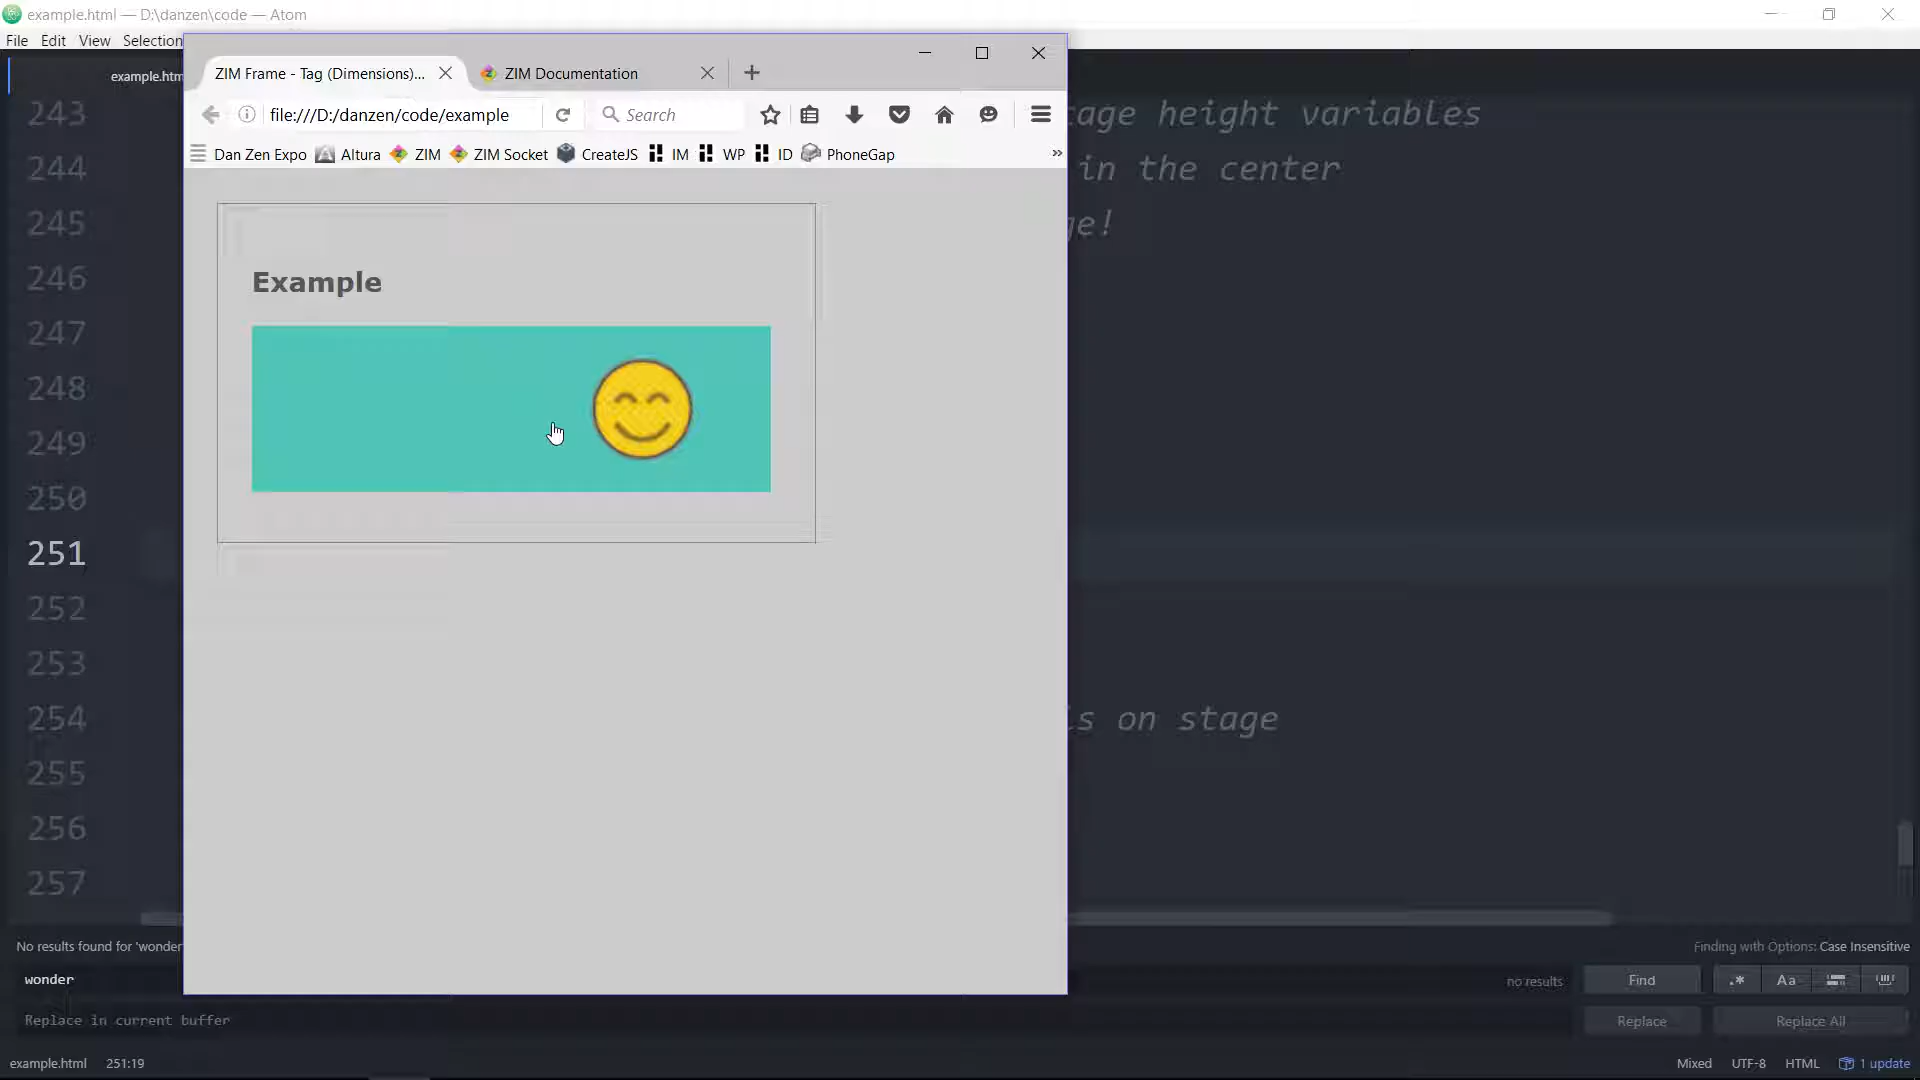 example.html — D:\danzen\code — Atom
File Edit View Selection
example.htm
ZIM Frame - Tag (Dimensions)...
ZIM Documentation
file:///D:/danzen/code/example
Search
Dan Zen Expo
Altura
ZIM
ZIM Socket
CreateJS
IM
WP
ID
PhoneGap
»
Example
243 tage height variables
244 in the center
245 ge!
246
247
248
249
250
251
252
253
254 is on stage
255
256
257
No results found for 'wonder
Finding with Options: Case Insensitive
wonder
no results
Find
.*
Aa
Replace in current buffer
Replace
Replace All
example.html 251:19
Mixed UTF-8 HTML 1 update